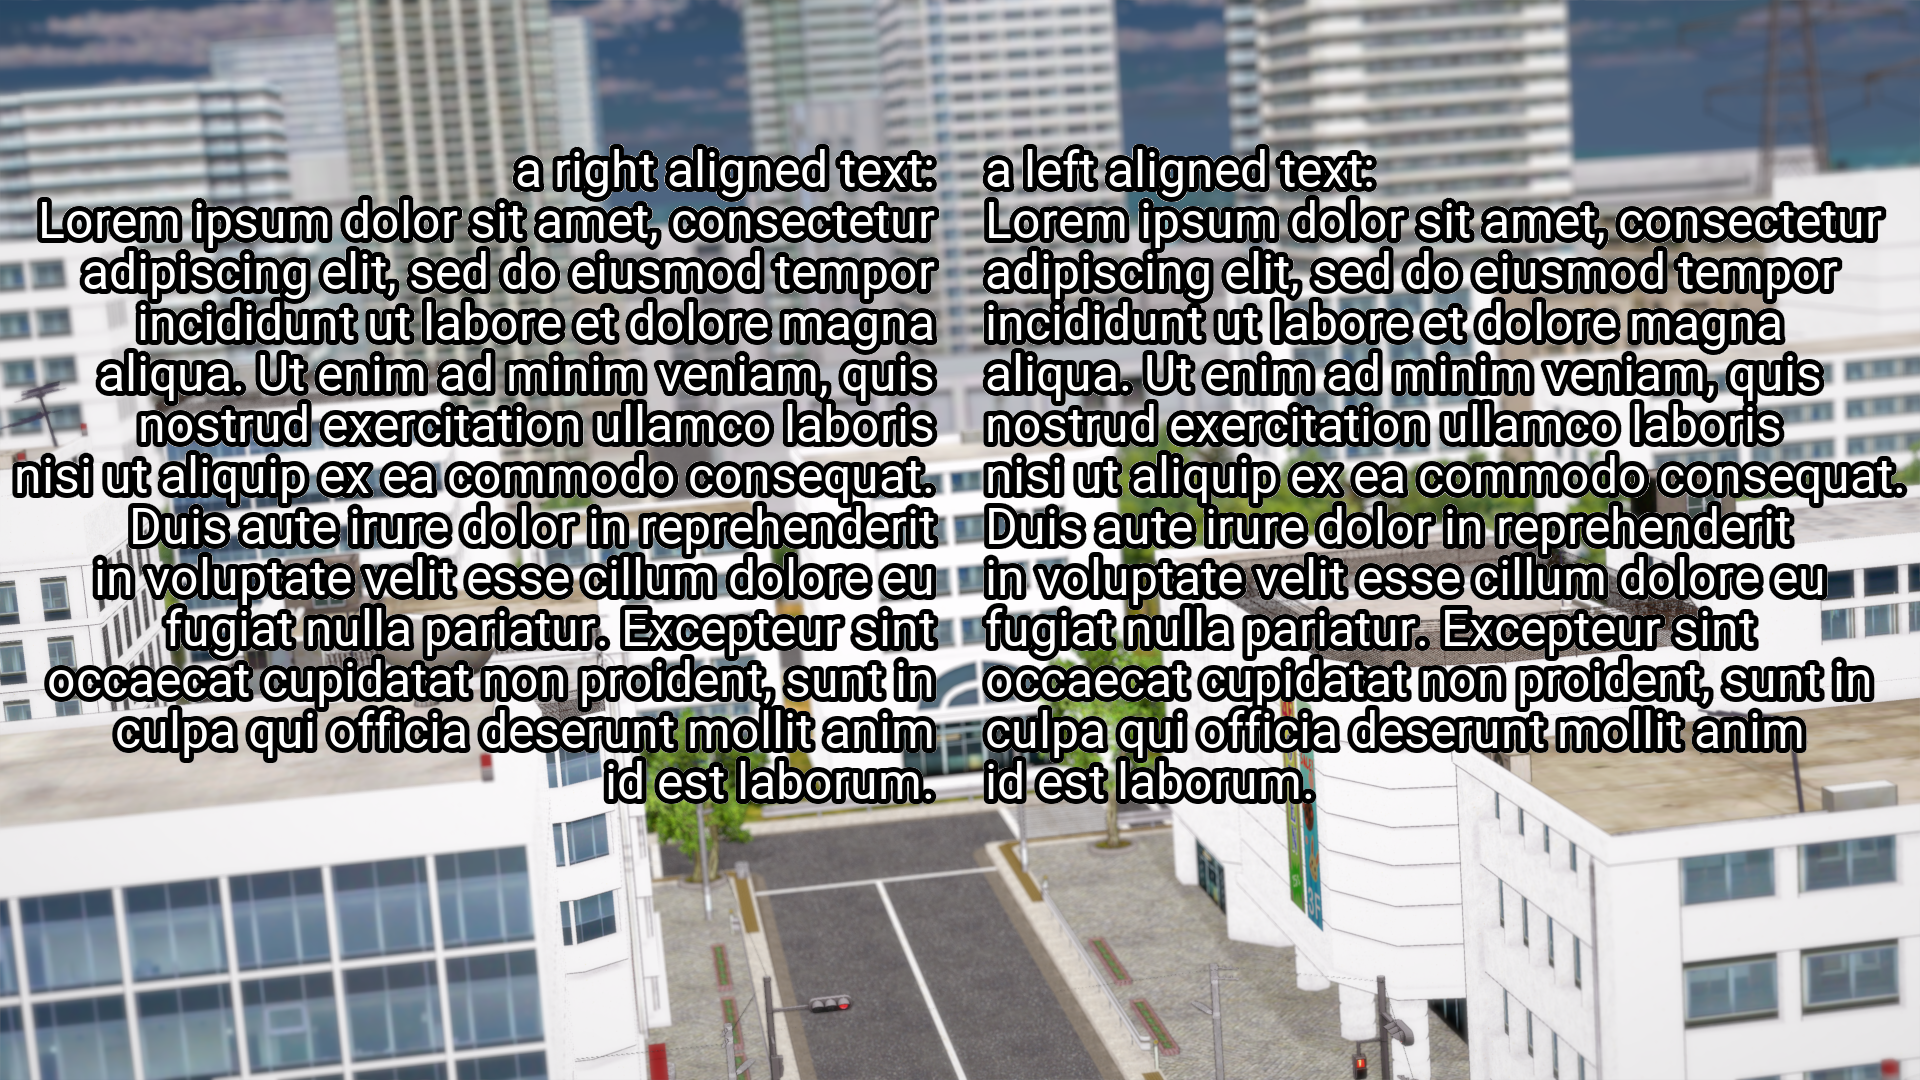 a right aligned text:
Lorem ipsum dolor sit amet, consectetur
adipiscing elit, sed do eiusmod tempor
incididunt ut labore et dolore magna
aliqua. Ut enim ad minim veniam, quis
nostrud exercitation ullamco laboris
nisi ut aliquip ex ea commodo consequat.
Duis aute irure dolor in reprehenderit
in voluptate velit esse cillum dolore eu
fugiat nulla pariatur. Excepteur sint
occaecat cupidatat non proident, sunt in
culpa qui officia deserunt mollit anim
id est laborum.
a left aligned text:
Lorem ipsum dolor sit amet, consectetur
adipiscing elit, sed do eiusmod tempor
incididunt ut labore et dolore magna
aliqua. Ut enim ad minim veniam, quis
nostrud exercitation ullamco laboris
nisi ut aliquip ex ea commodo consequat.
Duis aute irure dolor in reprehenderit
in voluptate velit esse cillum dolore eu
fugiat nulla pariatur. Excepteur sint
occaecat cupidatat non proident, sunt in
culpa qui officia deserunt mollit anim
id est laborum.
3F